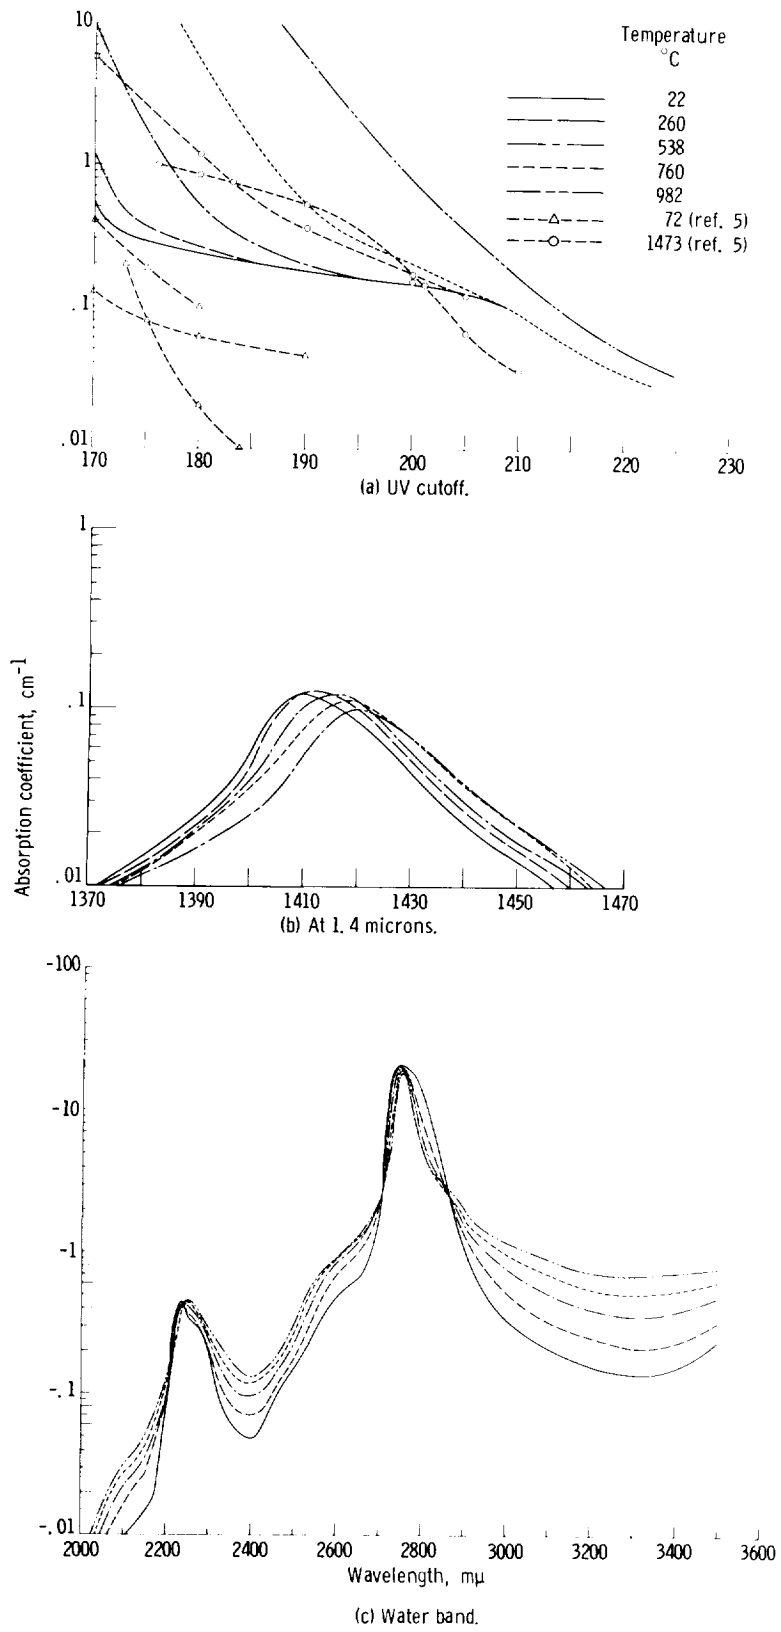 10
1
.1
.01
170 180 190 200 210 220 230
Temperature
°C
22
260
538
760
982
72 (ref. 5)
1473 (ref. 5)
(a) UV cutoff.
1
.1
.01
1370 1390 1410 1430 1450 1470
(b) At 1.4 microns.
Absorption coefficient, cm-1
-100
-10
-1
-.1
-.01
2000 2200 2400 2600 2800 3000 3200 3400 3600
Wavelength, mμ
(c) Water band.